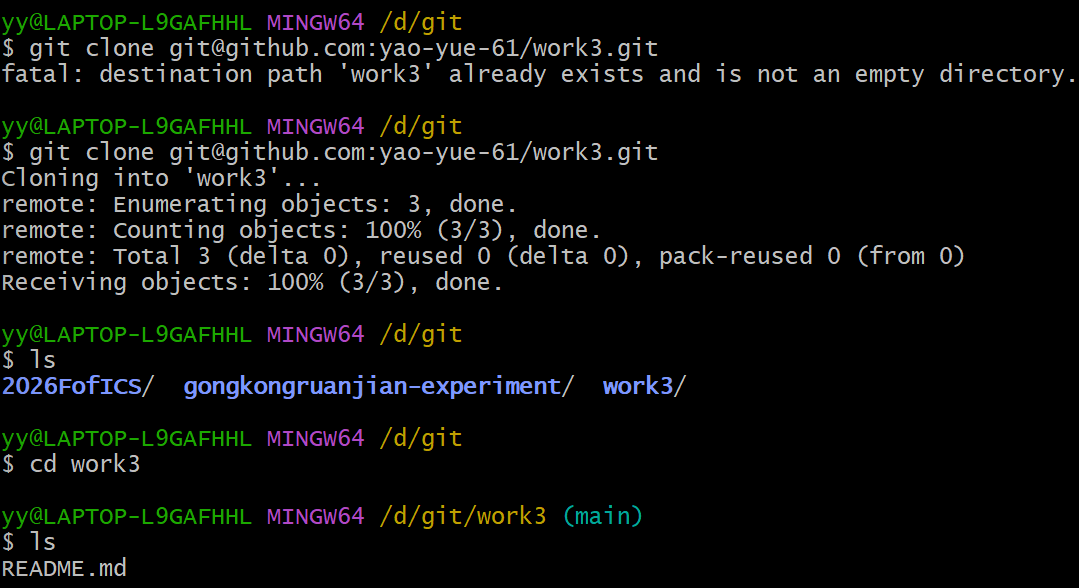 yy@LAPTOP-L9GAFHHL MINGW64 /d/git
$ git clone git@github.com:yao-yue-61/work3.git
fatal: destination path 'work3' already exists and is not an empty directory.
yy@LAPTOP-L9GAFHHL MINGW64 /d/git
$ git clone git@github.com:yao-yue-61/work3.git
Cloning into 'work3'...
remote: Enumerating objects: 3, done.
remote: Counting objects: 100% (3/3), done.
remote: Total 3 (delta 0), reused 0 (delta 0), pack-reused 0 (from 0)
Receiving objects: 100% (3/3), done.
yy@LAPTOP-L9GAFHHL MINGW64 /d/git
$ ls
2026FofICS/  gongkongruanjian-experiment/  work3/
yy@LAPTOP-L9GAFHHL MINGW64 /d/git
$ cd work3
yy@LAPTOP-L9GAFHHL MINGW64 /d/git/work3 (main)
$ ls
README.md